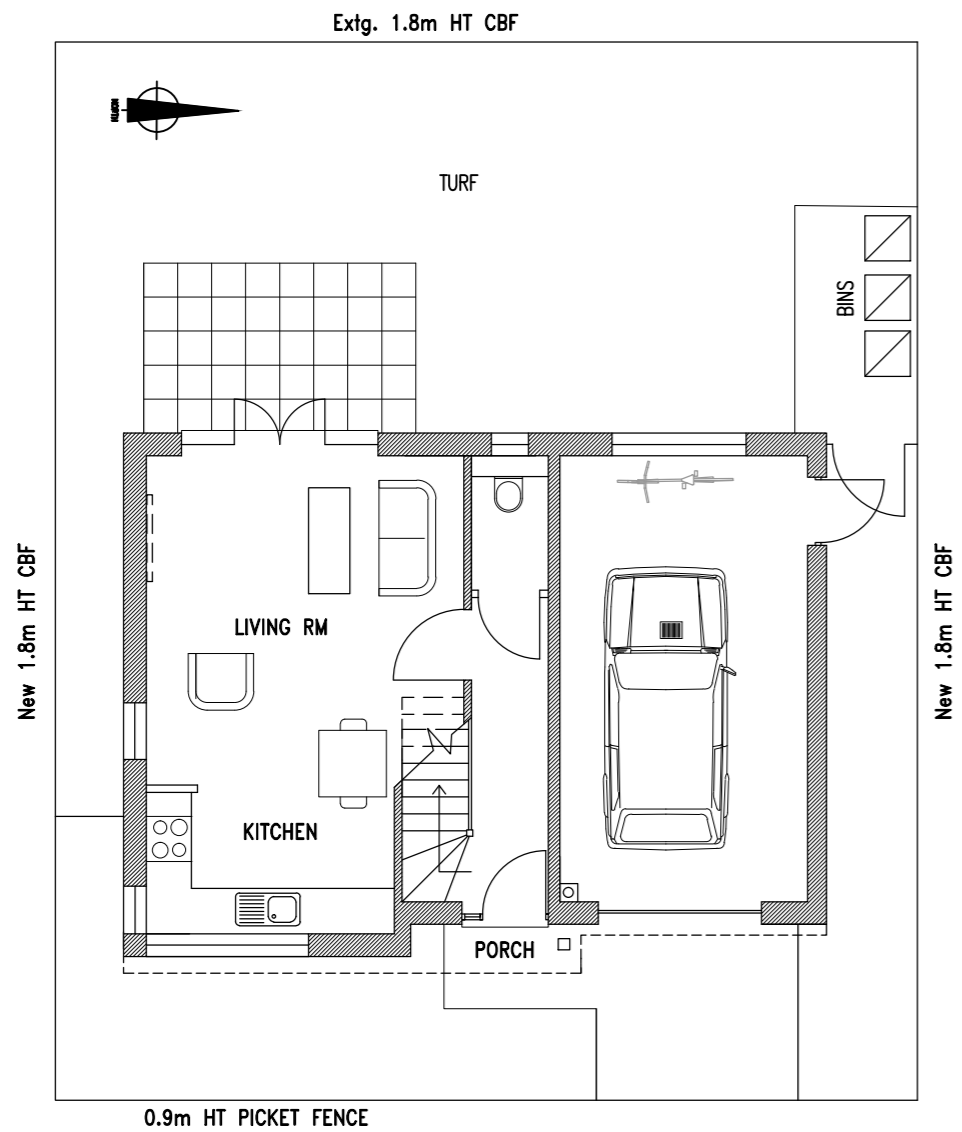 Extg. 1.8m HT CBF
NORTH
TURF
BINS
New 1.8m HT CBF
LIVING RM
New 1.8m HT CBF
KITCHEN
PORCH
0.9m HT PICKET FENCE